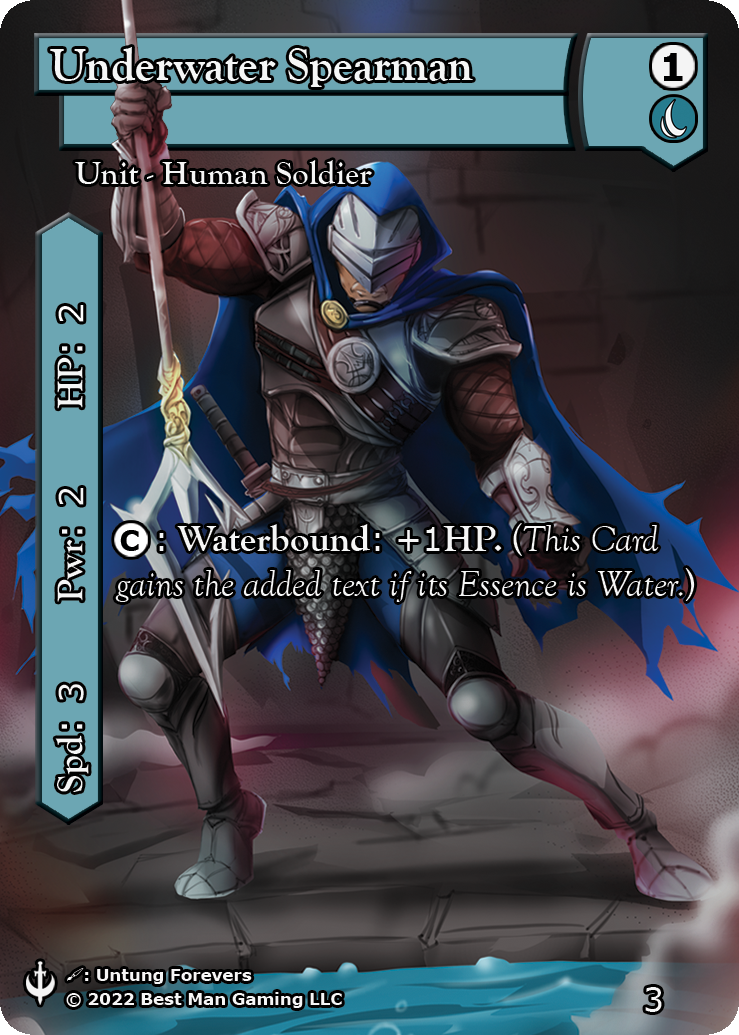 Underwater Spearman
1
Unit - Human Soldier
HP: 2
Pwr: 2
Spd: 3
C: Waterbound: +1HP. (This Card
gains the added text if its Essence is Water.)
: Untung Forevers
© 2022 Best Man Gaming LLC
3